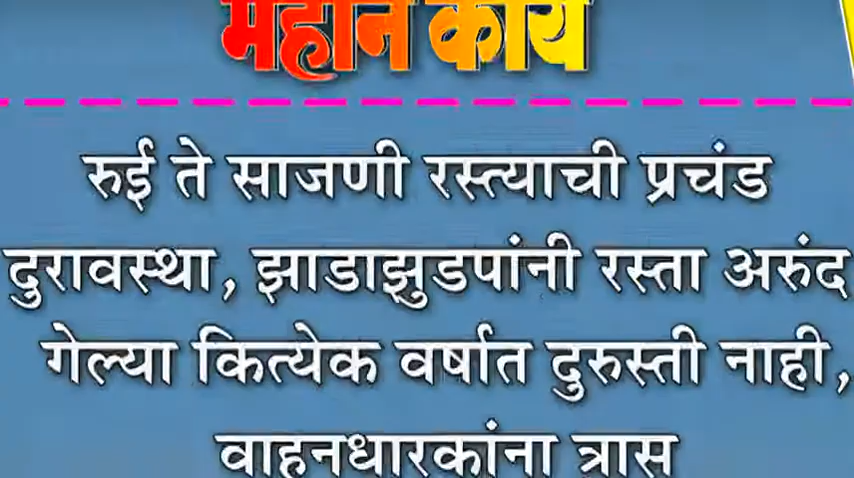 महान कार्य
रुई ते साजणी रस्त्याची प्रचंड
दुरावस्था, झाडाझुडपांनी रस्ता अरुंद
गेल्या कित्येक वर्षात दुरुस्ती नाही,
वाहनधारकांना त्रास